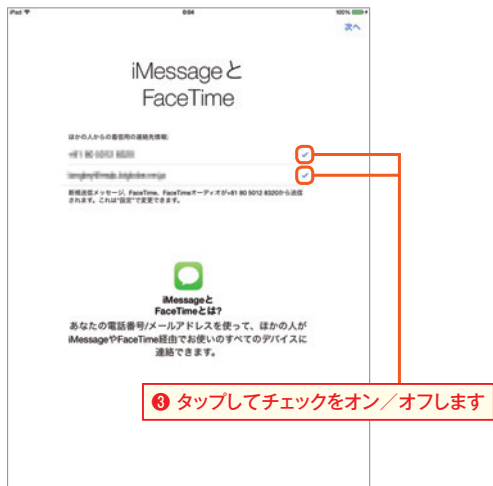 iPad
8:04
100%
次へ
iMessageと
FaceTime
ほかの人からの着信用の連絡先情報:
新規送信メッセージ、FaceTime、FaceTimeオーディオが+81 80 5012 8320から送信
されます。これは"設定"で変更できます。
iMessageと
FaceTimeとは?
あなたの電話番号/メールアドレスを使って、ほかの人が
iMessageやFaceTime経由でお使いのすべてのデバイスに
連絡できます。
❸ タップしてチェックをオン／オフします